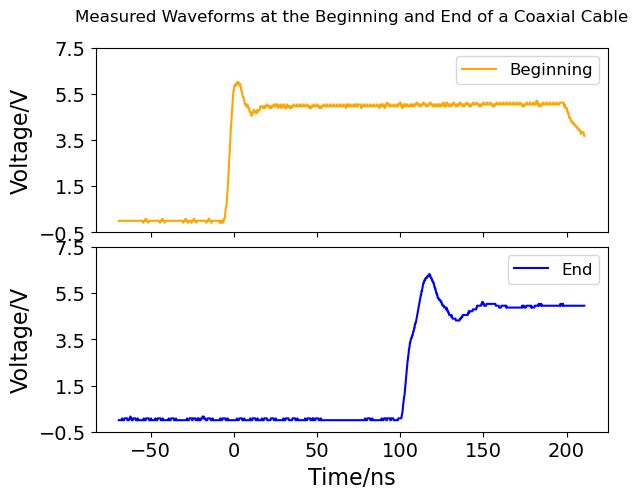 Measured Waveforms at the Beginning and End of a Coaxial Cable
7.5
5.5
3.5
1.5
−0.5
Voltage/V
Beginning
7.5
5.5
3.5
1.5
−0.5
Voltage/V
End
−50 0 50 100 150 200
Time/ns